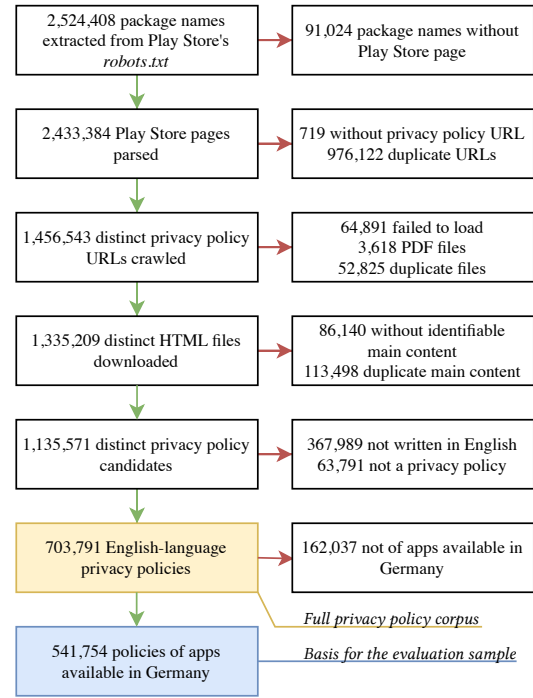 2,524,408 package names
extracted from Play Store's
robots.txt
91,024 package names without
Play Store page
2,433,384 Play Store pages
parsed
719 without privacy policy URL
976,122 duplicate URLs
1,456,543 distinct privacy policy
URLs crawled
64,891 failed to load
3,618 PDF files
52,825 duplicate files
1,335,209 distinct HTML files
downloaded
86,140 without identifiable
main content
113,498 duplicate main content
1,135,571 distinct privacy policy
candidates
367,989 not written in English
63,791 not a privacy policy
703,791 English-language
privacy policies
162,037 not of apps available in
Germany
Full privacy policy corpus
541,754 policies of apps
available in Germany
Basis for the evaluation sample